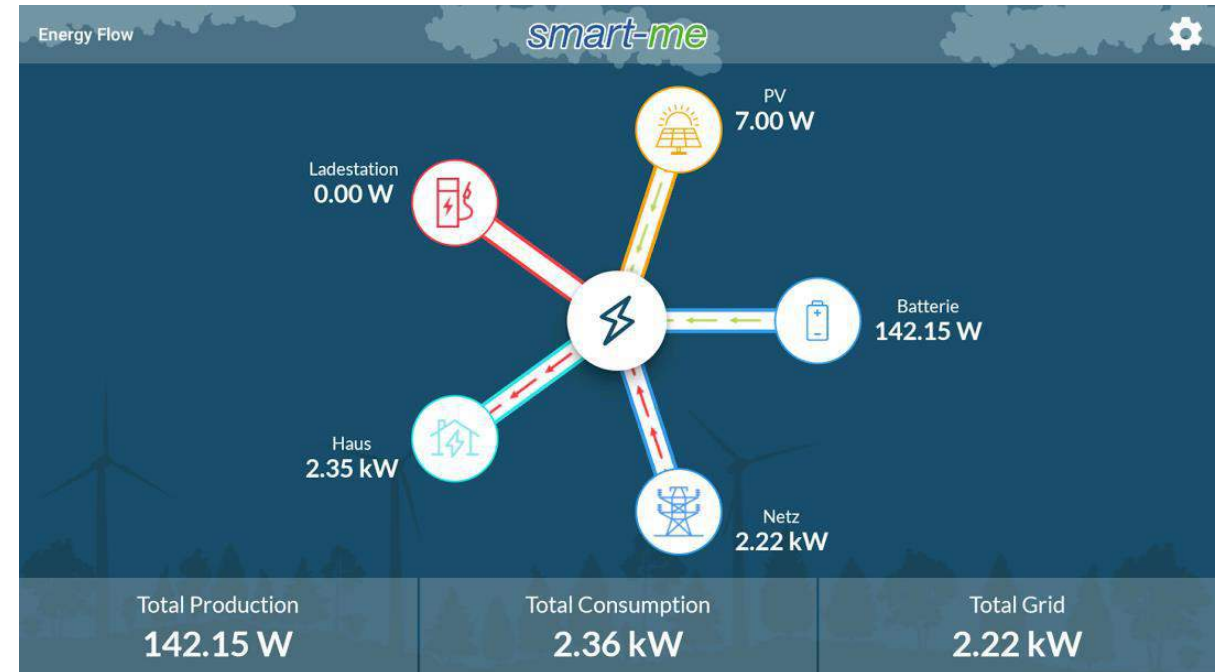 Energy Flow
smart-me
PV
7.00 W
Ladestation
0.00 W
Batterie
142.15 W
Haus
2.35 kW
Netz
2.22 kW
Total Production
142.15 W
Total Consumption
2.36 kW
Total Grid
2.22 kW